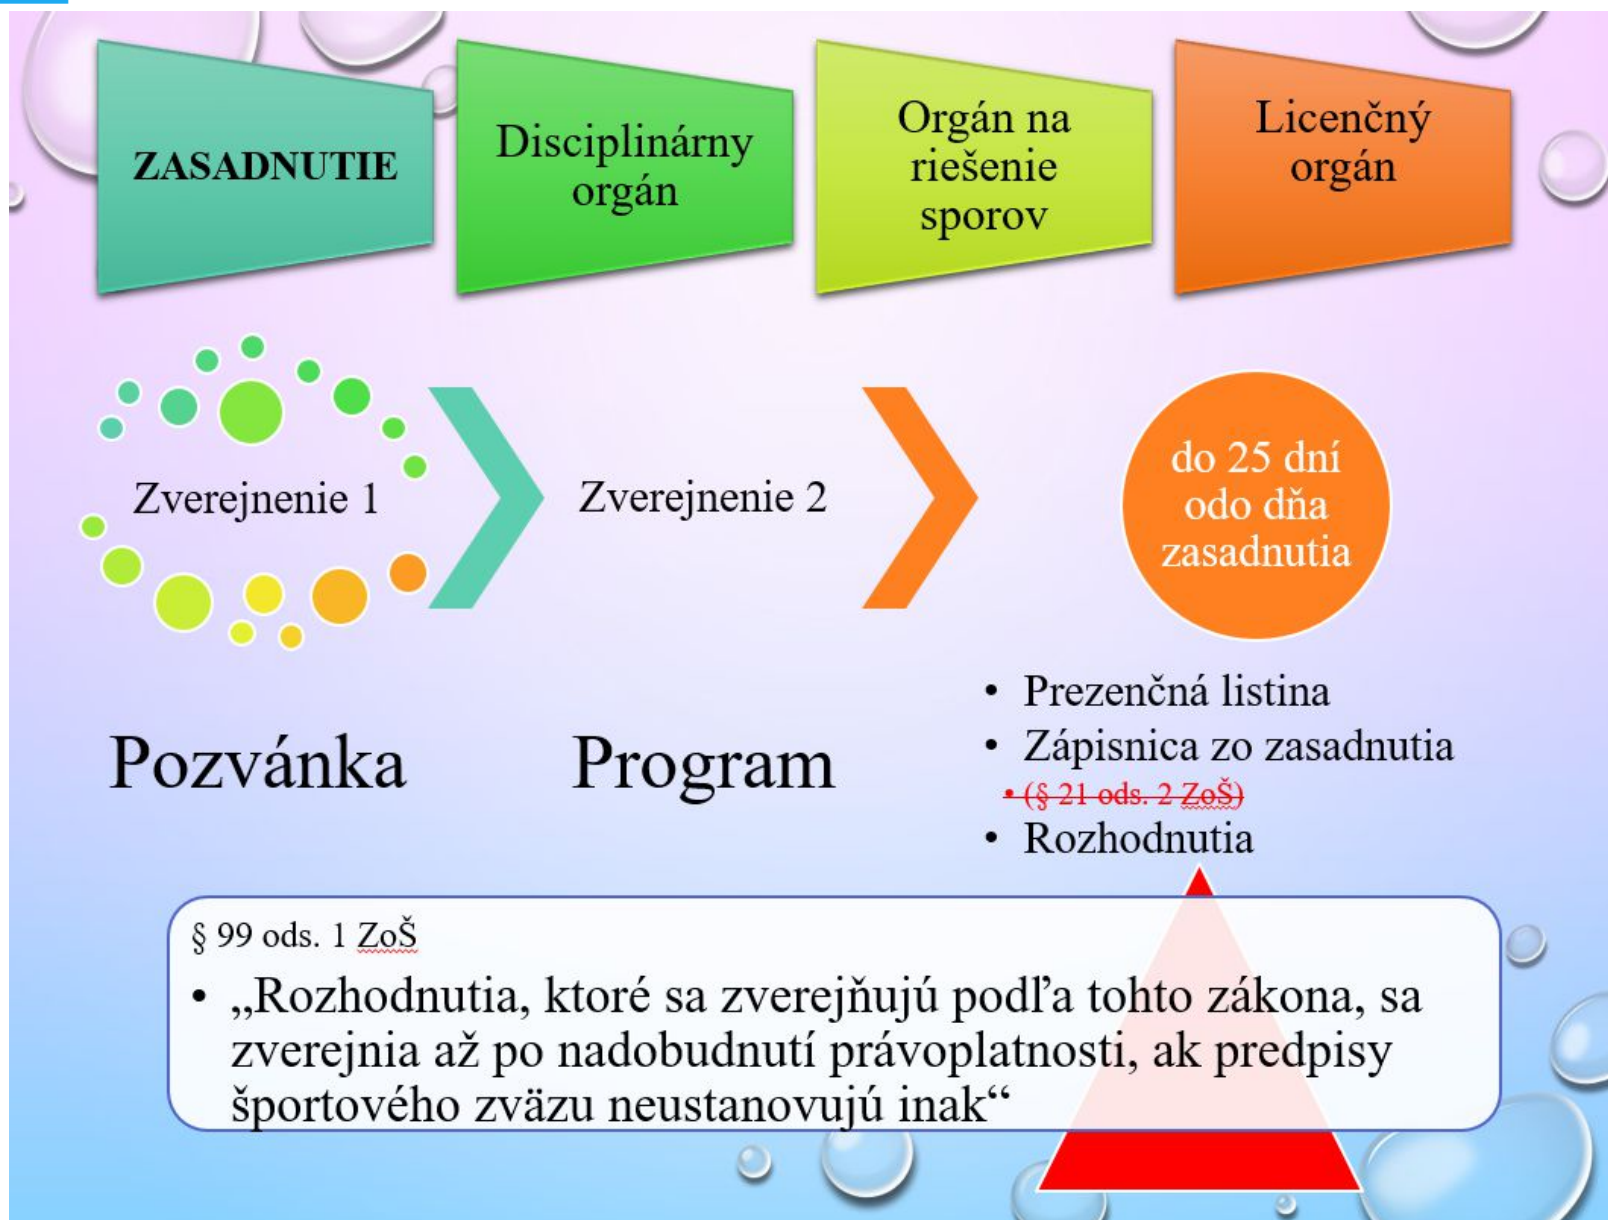 ZASADNUTIE
Disciplinárny
orgán
Orgán na
riešenie
sporov
Licenčný
orgán
Zverejnenie 1
Zverejnenie 2
do 25 dní
odo dňa
zasadnutia
Pozvánka
Program
• Prezenčná listina
• Zápisnica zo zasadnutia
• (§ 21 ods. 2 ZoŠ)
• Rozhodnutia
§ 99 ods. 1 ZoŠ
• „Rozhodnutia, ktoré sa zverejňujú podľa tohto zákona, sa
zverejnia až po nadobudnutí právoplatnosti, ak predpisy
športového zväzu neustanovujú inak“